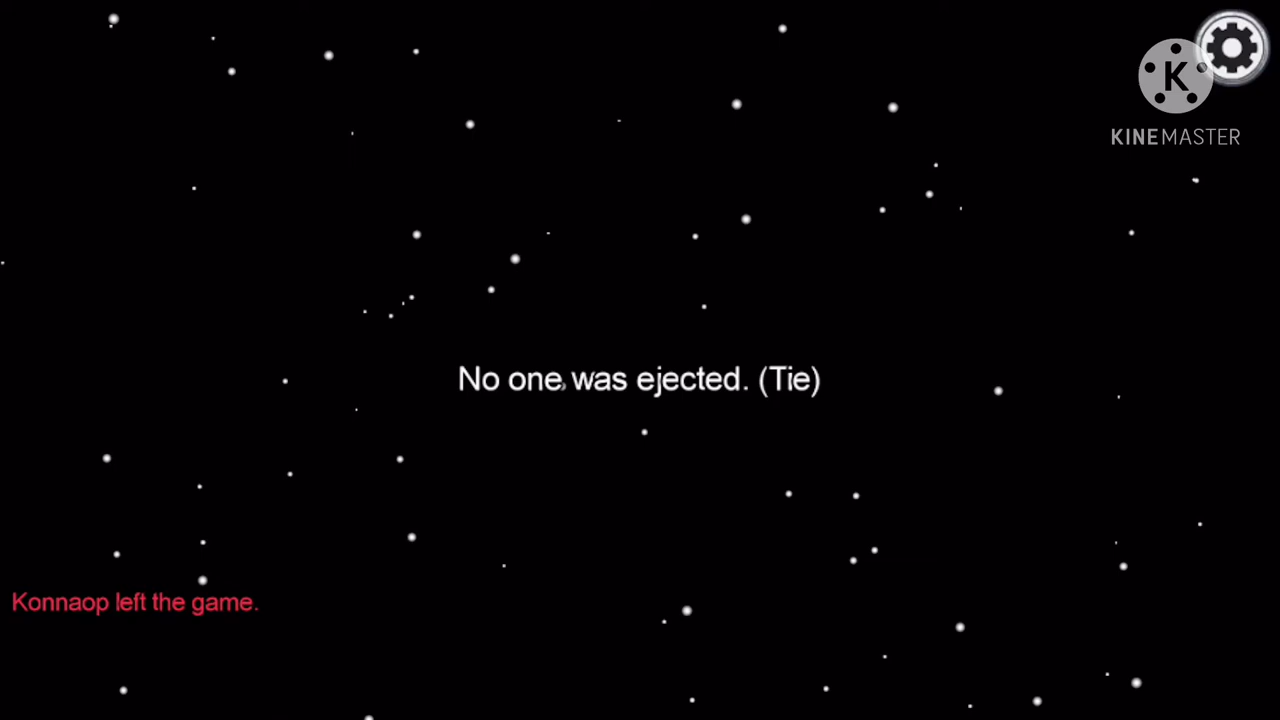 K
KINEMASTER
No one was ejected. (Tie)
Konnaop left the game.